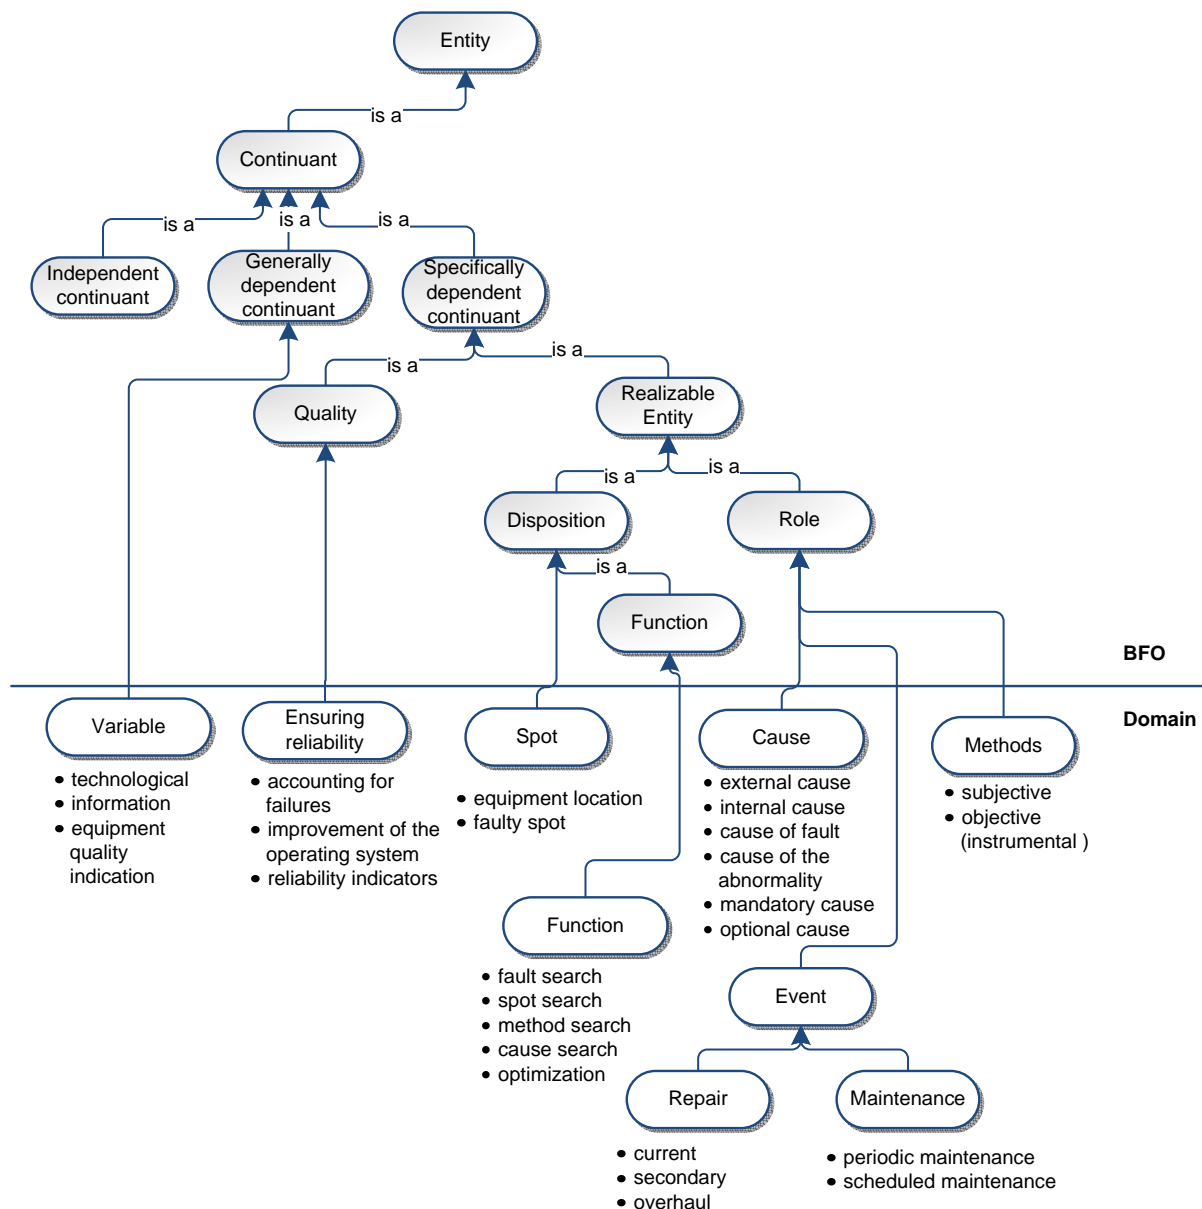 Entity
is a
Continuant
is a
is a
is a
Independent
continuant
Generally
dependent
continuant
Specifically
dependent
continuant
is a
is a
Quality
Realizable
Entity
is a
is a
Disposition
Role
is a
Function
BFO
Domain
Variable
• technological
• information
• equipment
quality
indication
Ensuring
reliability
• accounting for
failures
• improvement of the
operating system
• reliability indicators
Spot
• equipment location
• faulty spot
Cause
• external cause
• internal cause
• cause of fault
• cause of the
abnormality
• mandatory cause
• optional cause
Methods
• subjective
• objective
(instrumental )
Function
• fault search
• spot search
• method search
• cause search
• optimization
Event
Repair
• current
• secondary
• overhaul
Maintenance
• periodic maintenance
• scheduled maintenance